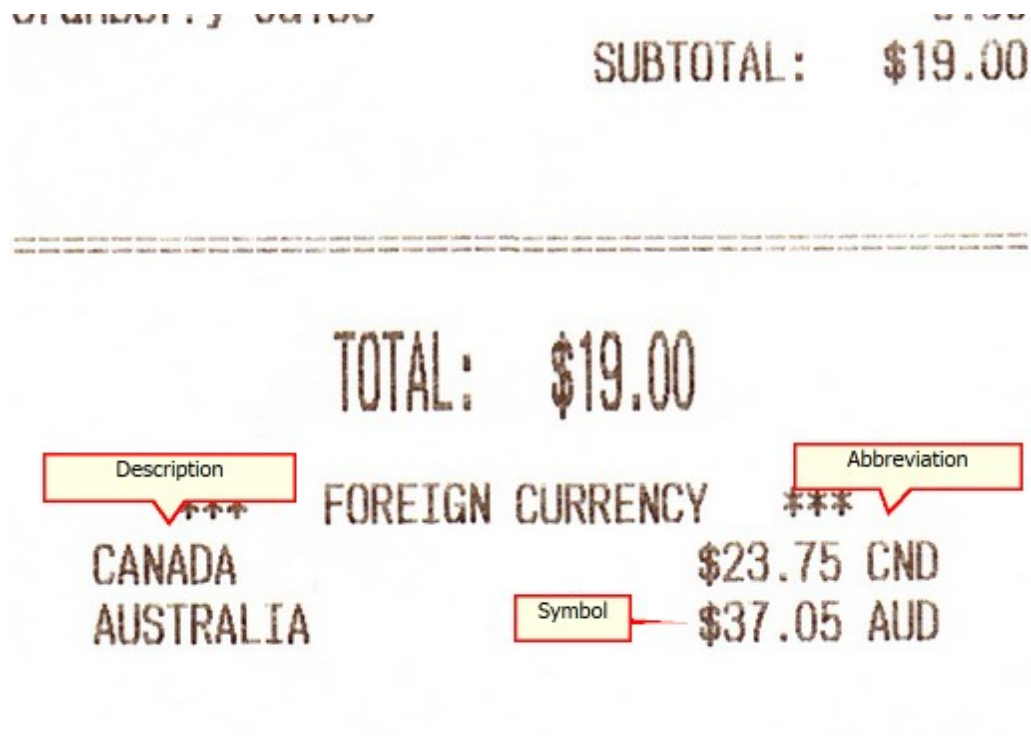 SUBTOTAL: $19.00
TOTAL: $19.00
Description
Abbreviation
*** FOREIGN CURRENCY ***
CANADA $23.75 CND
Symbol
AUSTRALIA $37.05 AUD